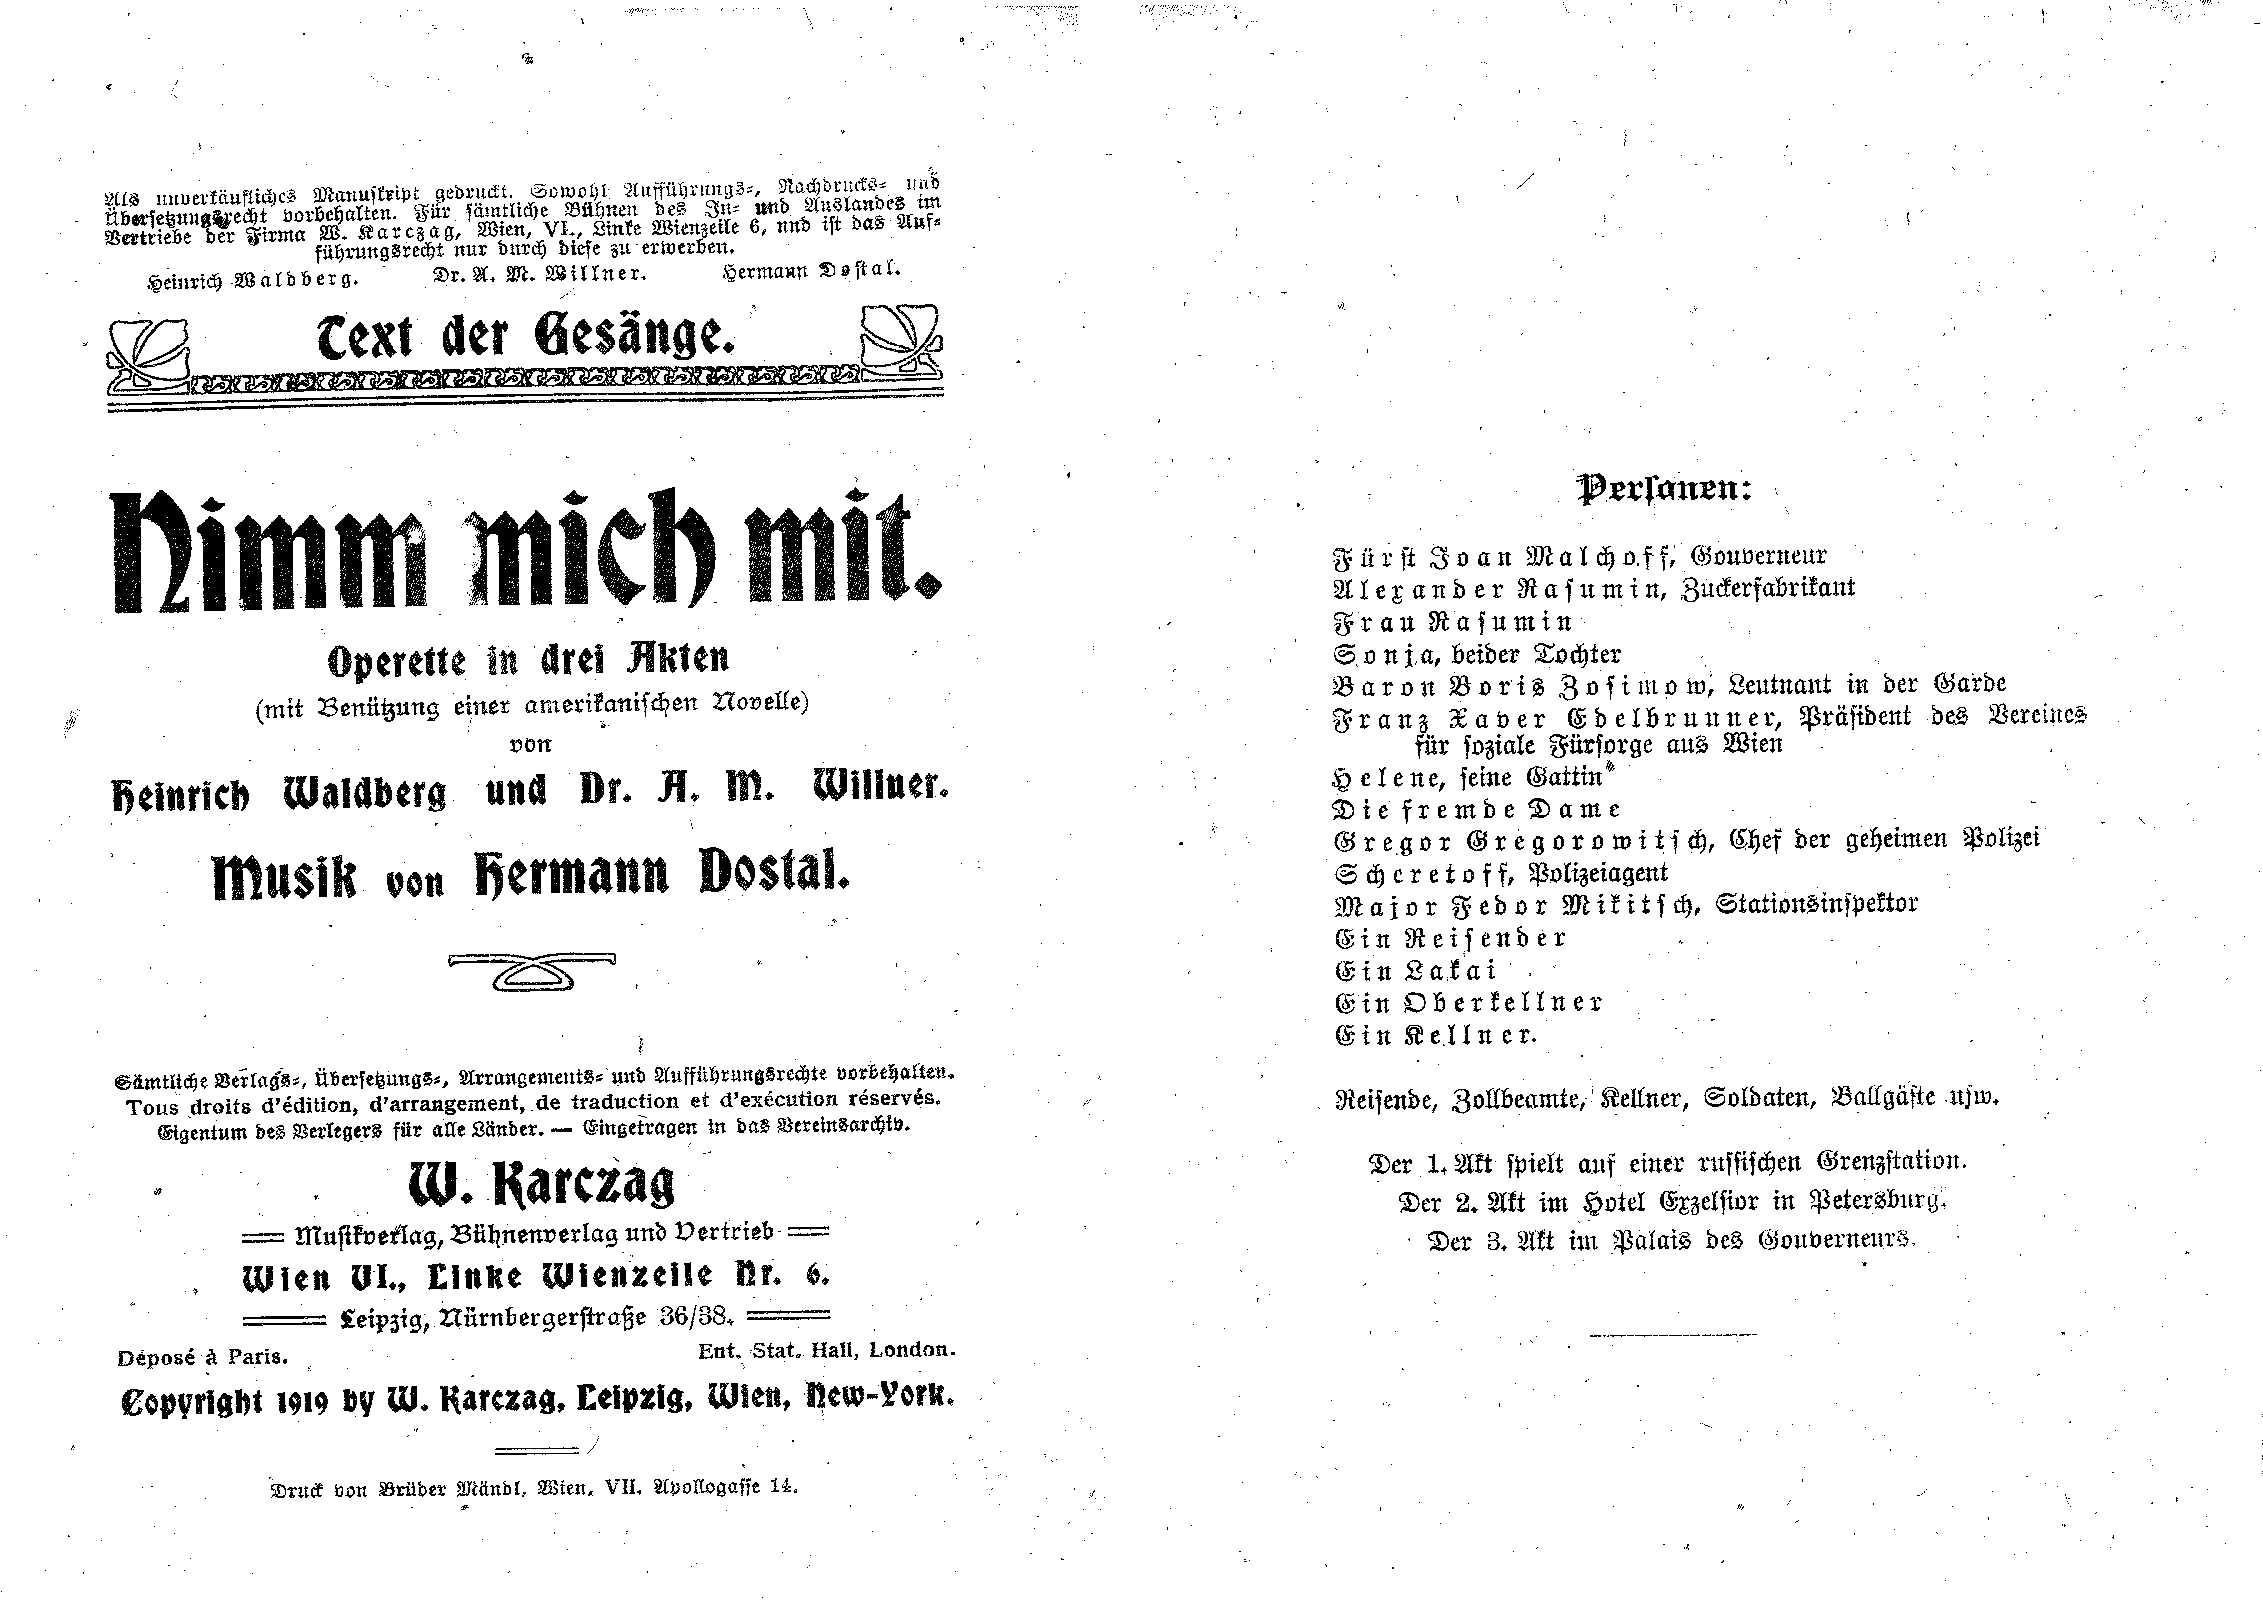 Als unverkäufliches Manuskript gedruckt. Sowohl Aufführungs-, Nachdrucks- und
Übersetzungsrecht vorbehalten. Für sämtliche Bühnen des In- und Auslandes im
Vertriebe der Firma W. Karczag, Wien, VI., Linke Wienzeile 6, und ist das Auf-
führungsrecht nur durch diese zu erwerben.
Heinrich Waldberg. Dr. A. M. Willner. Hermann Dostal.
Text der Gesänge.
Nimm mich mit.
Operette in drei Akten
(mit Benützung einer amerikanischen Novelle)
von
Heinrich Waldberg und Dr. A. M. Willner.
Musik von Hermann Dostal.
Sämtliche Verlags-, Übersetzungs-, Arrangements- und Aufführungsrechte vorbehalten.
Tous droits d'édition, d'arrangement, de traduction et d'exécution réservés.
Eigentum des Verlegers für alle Länder. — Eingetragen in das Vereinsarchiv.
W. Karczag
Musikverlag, Bühnenverlag und Vertrieb
Wien VI., Linke Wienzeile Nr. 6.
Leipzig, Nürnbergerstraße 36/38.
Déposé à Paris. Ent. Stat. Hall, London.
Copyright 1919 by W. Karczag, Leipzig, Wien, New-York.
Druck von Brüder Mändl, Wien, VII. Apollogasse 14.
Personen:
Fürst Joan Malchoff, Gouverneur
Alexander Rasumin, Zuckerfabrikant
Frau Rasumin
Sonja, beider Tochter
Baron Boris Zosimow, Leutnant in der Garde
Franz Xaver Edelbrunner, Präsident des Vereines
für soziale Fürsorge aus Wien
Helene, seine Gattin
Die fremde Dame
Gregor Gregorowitsch, Chef der geheimen Polizei
Scheretoff, Polizeiagent
Major Fedor Mikitsch, Stationsinspektor
Ein Reisender
Ein Lakai
Ein Oberkellner
Ein Kellner.
Reisende, Zollbeamte, Kellner, Soldaten, Ballgäste usw.
Der 1. Akt spielt auf einer russischen Grenzstation.
Der 2. Akt im Hotel Exzelsior in Petersburg.
Der 3. Akt im Palais des Gouverneurs.